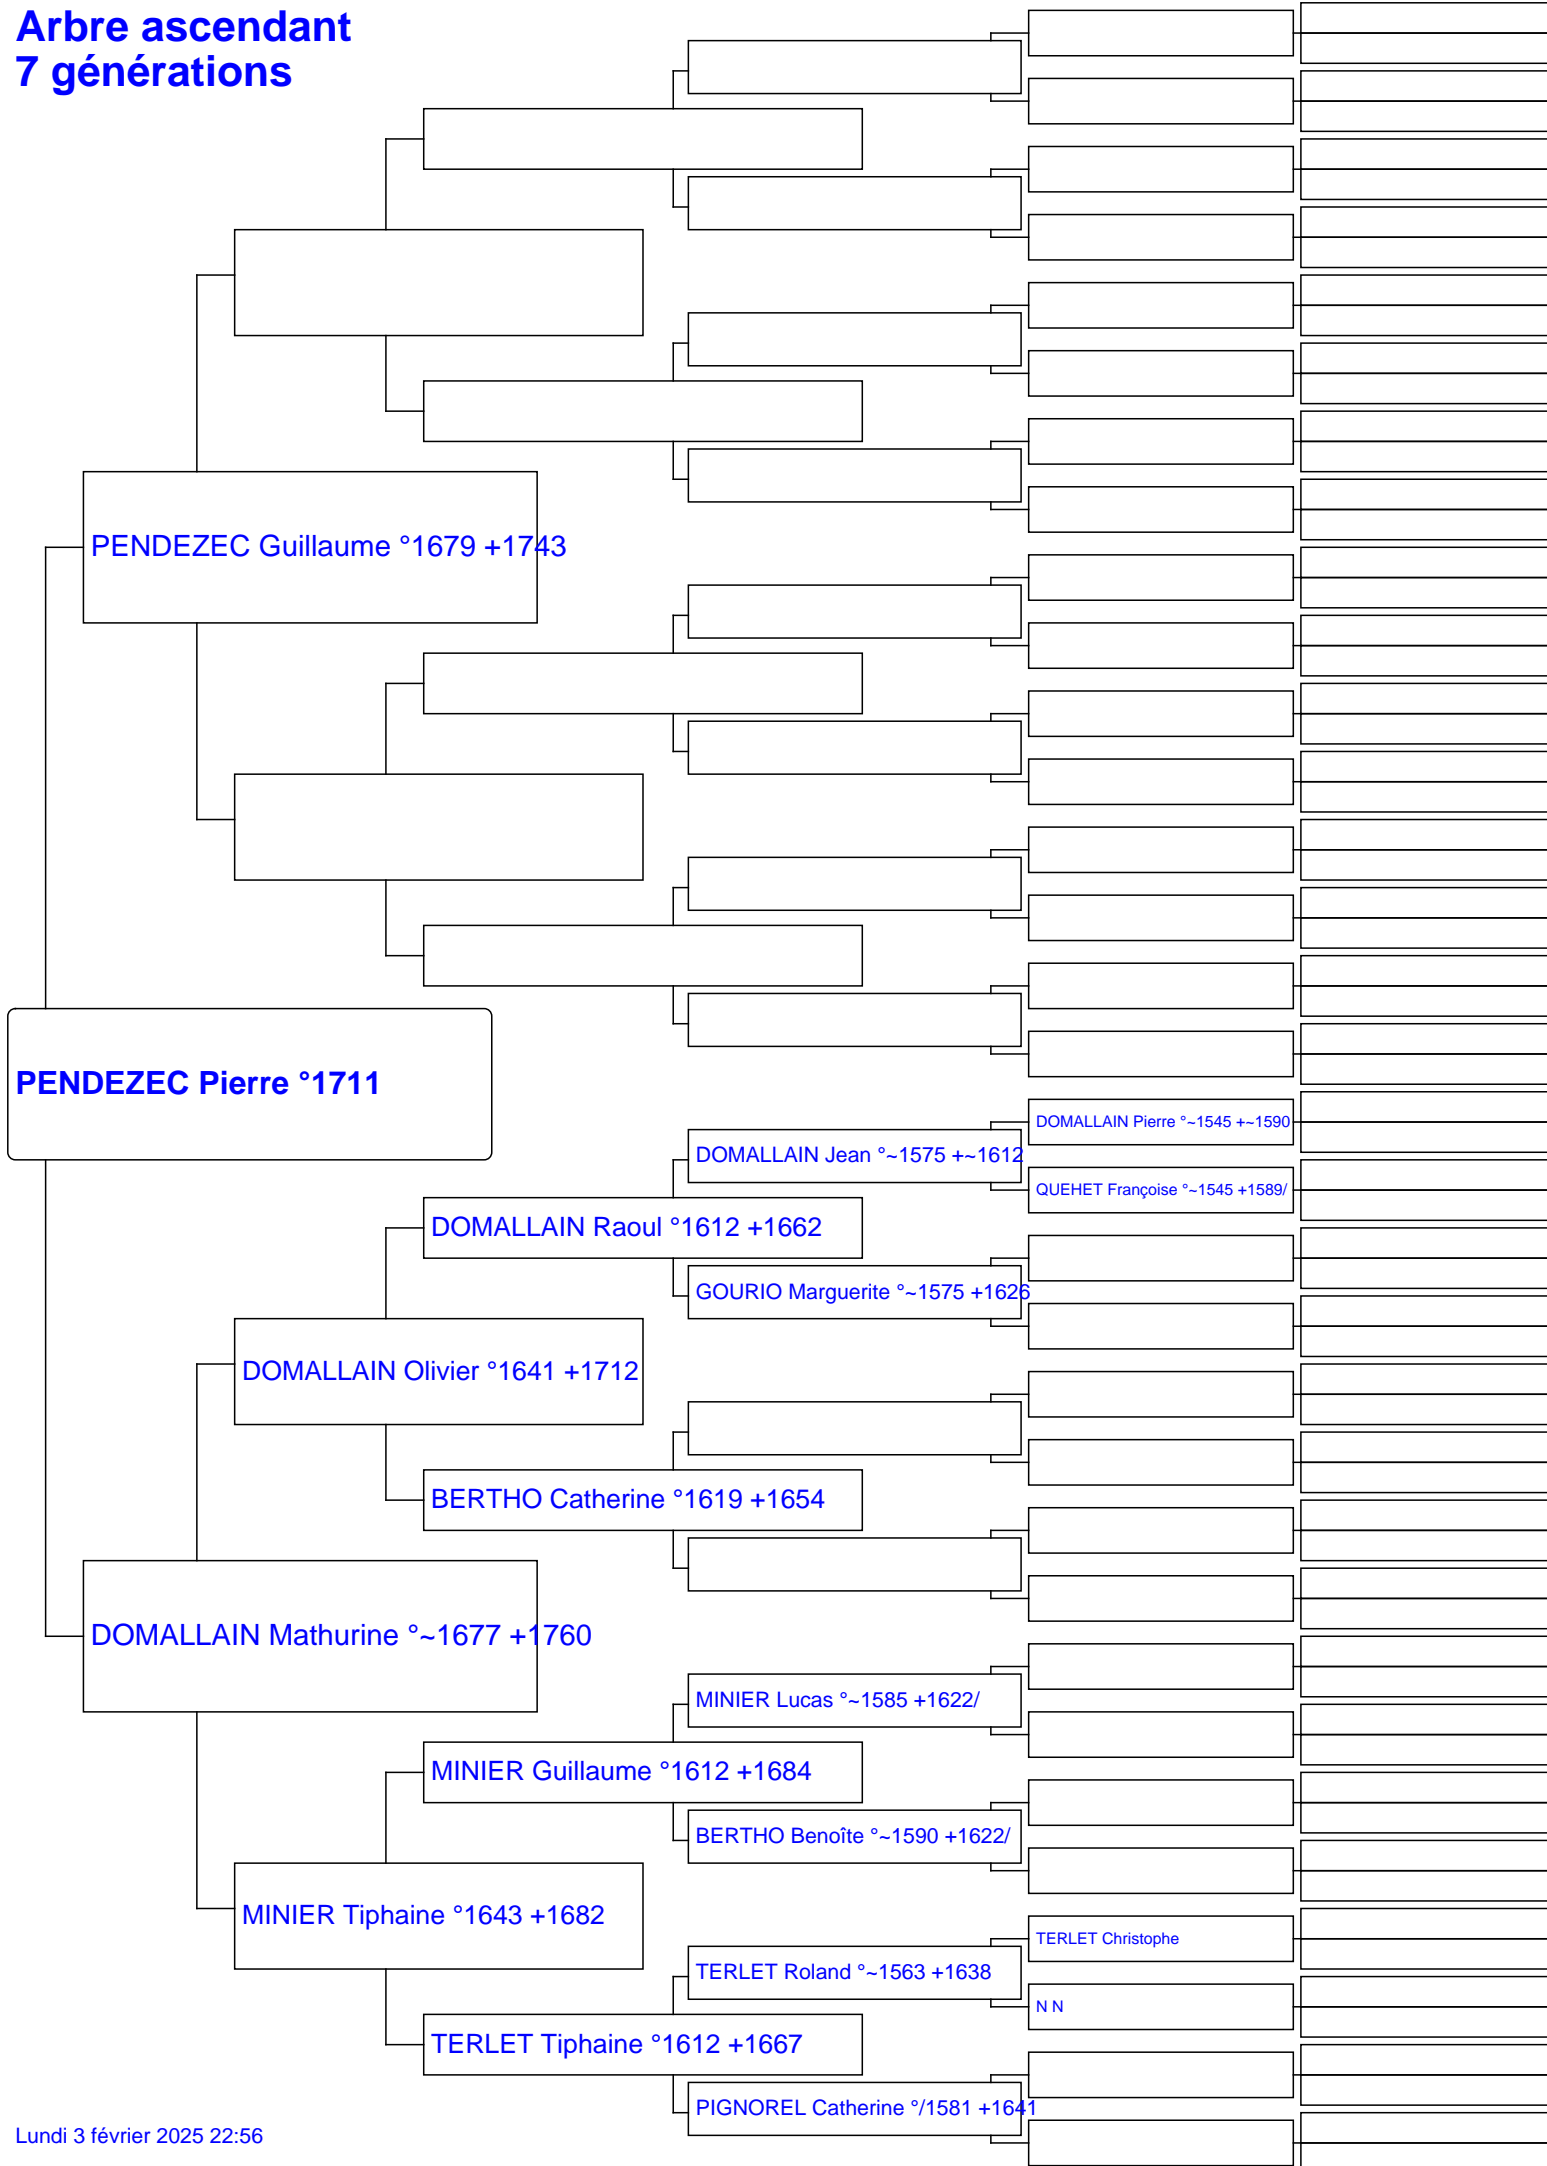 Arbre ascendant
7 générations
PENDEZEC Guillaume °1679 +1743
PENDEZEC Pierre °1711
DOMALLAIN Pierre °~1545 +~1590
DOMALLAIN Jean °~1575 +~1612
QUEHET Françoise °~1545 +1589/
DOMALLAIN Raoul °1612 +1662
GOURIO Marguerite °~1575 +1626
DOMALLAIN Olivier °1641 +1712
BERTHO Catherine °1619 +1654
DOMALLAIN Mathurine °~1677 +1760
MINIER Lucas °~1585 +1622/
MINIER Guillaume °1612 +1684
BERTHO Benoîte °~1590 +1622/
MINIER Tiphaine °1643 +1682
TERLET Christophe
TERLET Roland °~1563 +1638
N N
TERLET Tiphaine °1612 +1667
PIGNOREL Catherine °/1581 +1641
Lundi 3 février 2025 22:56